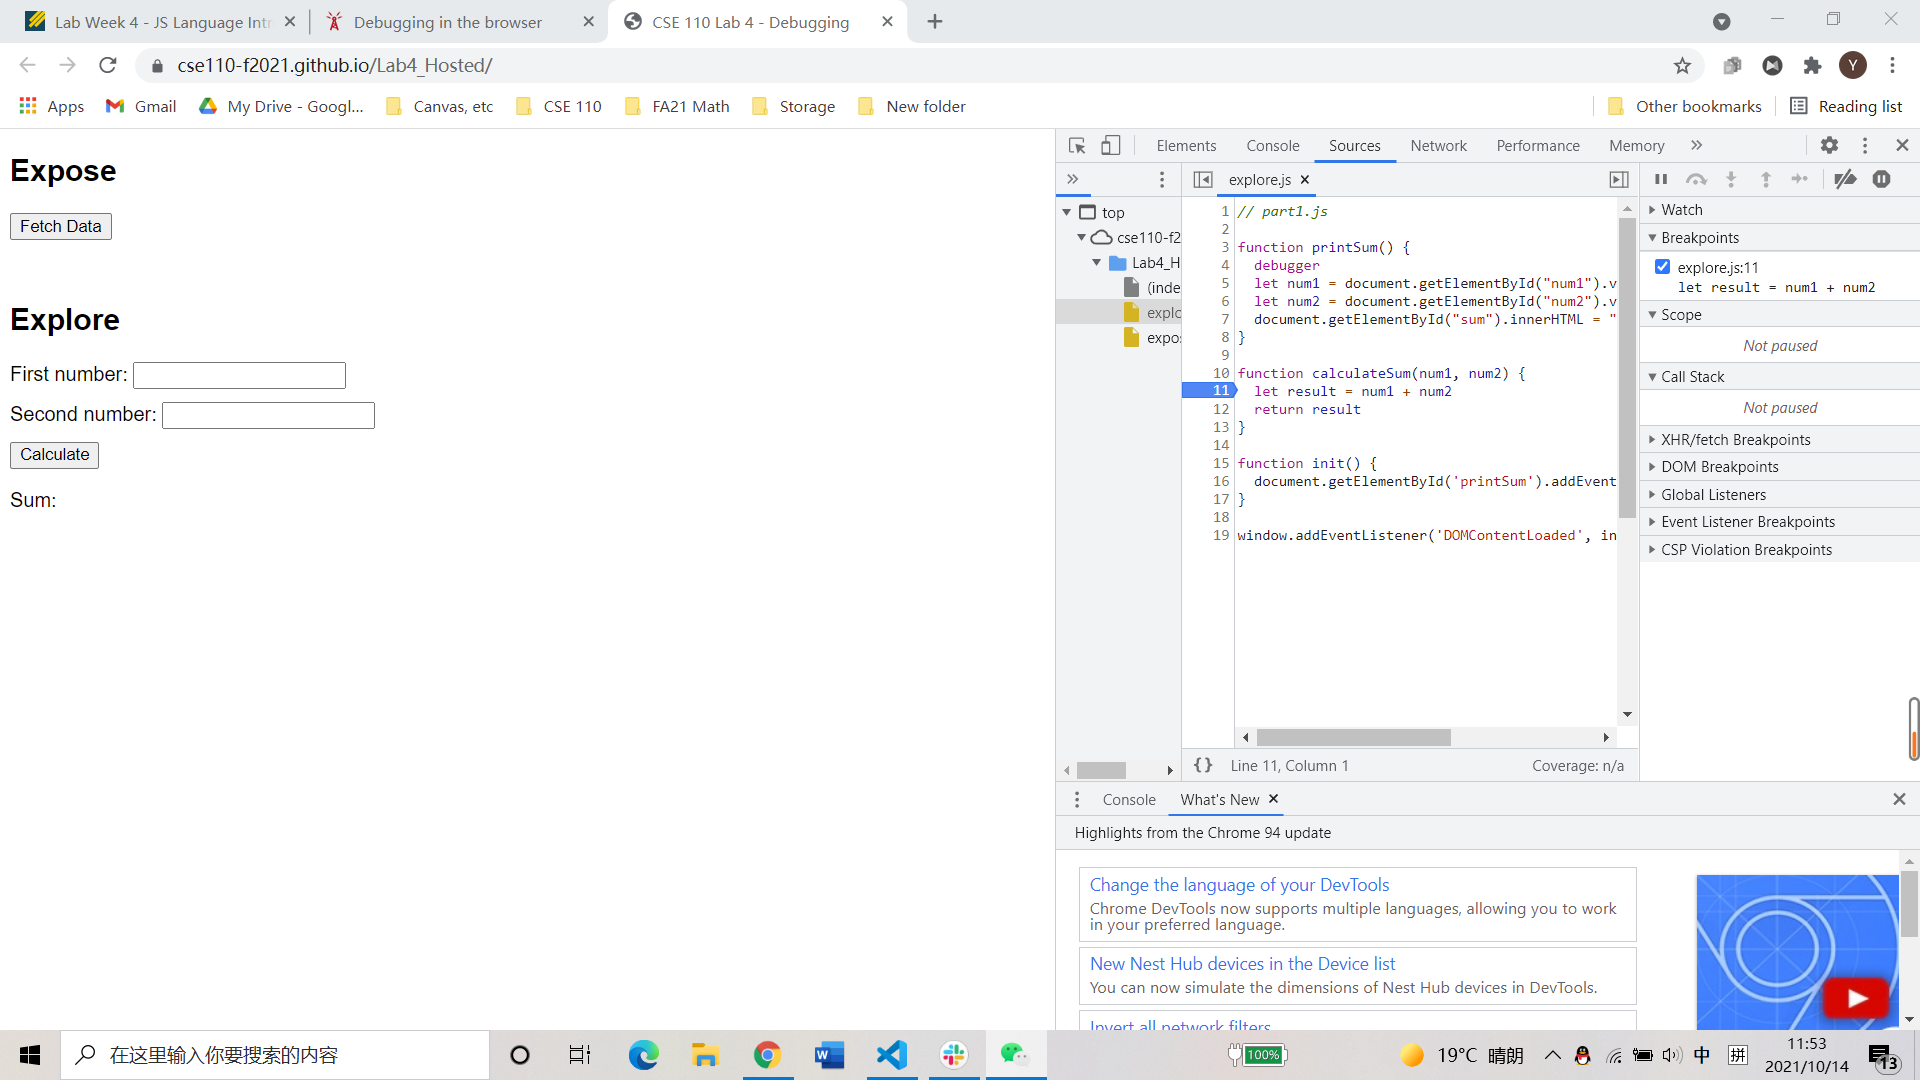 Lab Week 4 - JS Language Intr
Debugging in the browser
CSE 110 Lab 4 - Debugging
cse110-f2021.github.io/Lab4_Hosted/
Y
Apps
Gmail
My Drive - Googl...
Canvas, etc
CSE 110
FA21 Math
Storage
New folder
Other bookmarks
Reading list
Expose
Fetch Data
Explore
First number:
Second number:
Calculate
Sum:
Elements
Console
Sources
Network
Performance
Memory
top
cse110-f2
Lab4_H
(inde
explo
expo
explore.js
1 // part1.js
2
3 function printSum() {
4 debugger
5 let num1 = document.getElementById("num1").v
6 let num2 = document.getElementById("num2").v
7 document.getElementById("sum").innerHTML = "
8 }
9
10 function calculateSum(num1, num2) {
11 let result = num1 + num2
12 return result
13 }
14
15 function init() {
16 document.getElementById('printSum').addEvent
17 }
18
19 window.addEventListener('DOMContentLoaded', in
{} Line 11, Column 1
Coverage: n/a
Watch
Breakpoints
explore.js:11
let result = num1 + num2
Scope
Not paused
Call Stack
Not paused
XHR/fetch Breakpoints
DOM Breakpoints
Global Listeners
Event Listener Breakpoints
CSP Violation Breakpoints
Console
What's New
Highlights from the Chrome 94 update
Change the language of your DevTools
Chrome DevTools now supports multiple languages, allowing you to work
in your preferred language.
New Nest Hub devices in the Device list
You can now simulate the dimensions of Nest Hub devices in DevTools.
Invert all network filters
在这里输入你要搜索的内容
100%
19°C 晴朗
中
拼
11:53
2021/10/14
13